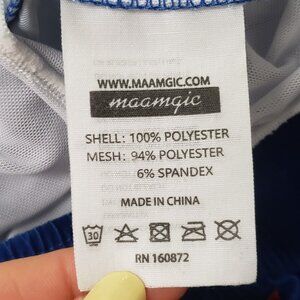 WWW.MAAMGIC.COM
maamgic
SHELL: 100% POLYESTER
MESH: 94% POLYESTER
6% SPANDEX
MADE IN CHINA
30
RN 160872